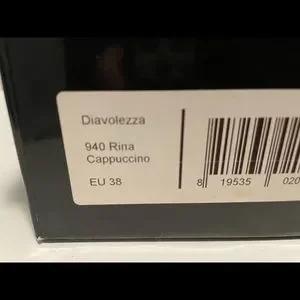 Diavolezza
940 Rina
Cappuccino
EU 38
8 19535 020